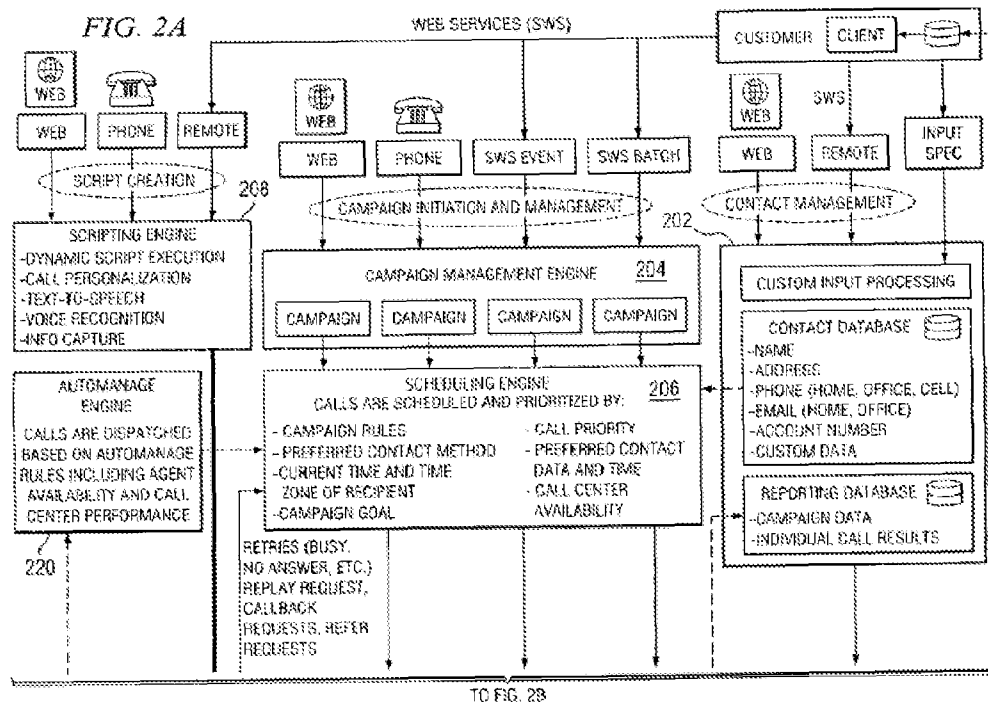 FIG. 2A
WEB SERVICES (SWS)
CUSTOMER
CLIENT
WEB
WEB
PHONE
REMOTE
SCRIPT CREATION
208
SCRIPTING ENGINE
-DYNAMIC SCRIPT EXECUTION
-CALL PERSONALIZATION
-TEXT-TO-SPEECH
-VOICE RECOGNITION
-INFO CAPTURE
AUTOMANAGE
ENGINE
CALLS ARE DISPATCHED
BASED ON AUTOMANAGE
RULES INCLUDING AGENT
AVAILABILITY AND CALL
CENTER PERFORMANCE
220
WEB
WEB
PHONE
SWS EVENT
SWS BATCH
CAMPAIGN INITIATION AND MANAGEMENT
CAMPAIGN MANAGEMENT ENGINE
204
CAMPAIGN
CAMPAIGN
CAMPAIGN
CAMPAIGN
SCHEDULING ENGINE
206
CALLS ARE SCHEDULED AND PRIORITIZED BY:
- CAMPAIGN RULES
- PREFERRED CONTACT METHOD
-CURRENT TIME AND TIME
ZONE OF RECIPIENT
-CAMPAIGN GOAL
- CALL PRIORITY
- PREFERRED CONTACT
DATA AND TIME
- CALL CENTER
AVAILABILITY
RETRIES (BUSY,
NO ANSWER, ETC.)
REPLAY REQUEST,
CALLBACK
REQUESTS, REFER
REQUESTS
WEB
SWS
WEB
REMOTE
INPUT
SPEC
CONTACT MANAGEMENT
202
CUSTOM INPUT PROCESSING
CONTACT DATABASE
-NAME
-ADDRESS
-PHONE (HOME, OFFICE, CELL)
-EMAIL (HOME, OFFICE)
-ACCOUNT NUMBER
-CUSTOM DATA
REPORTING DATABASE
-CAMPAIGN DATA
-INDIVIDUAL CALL RESULTS
TO FIG. 2B